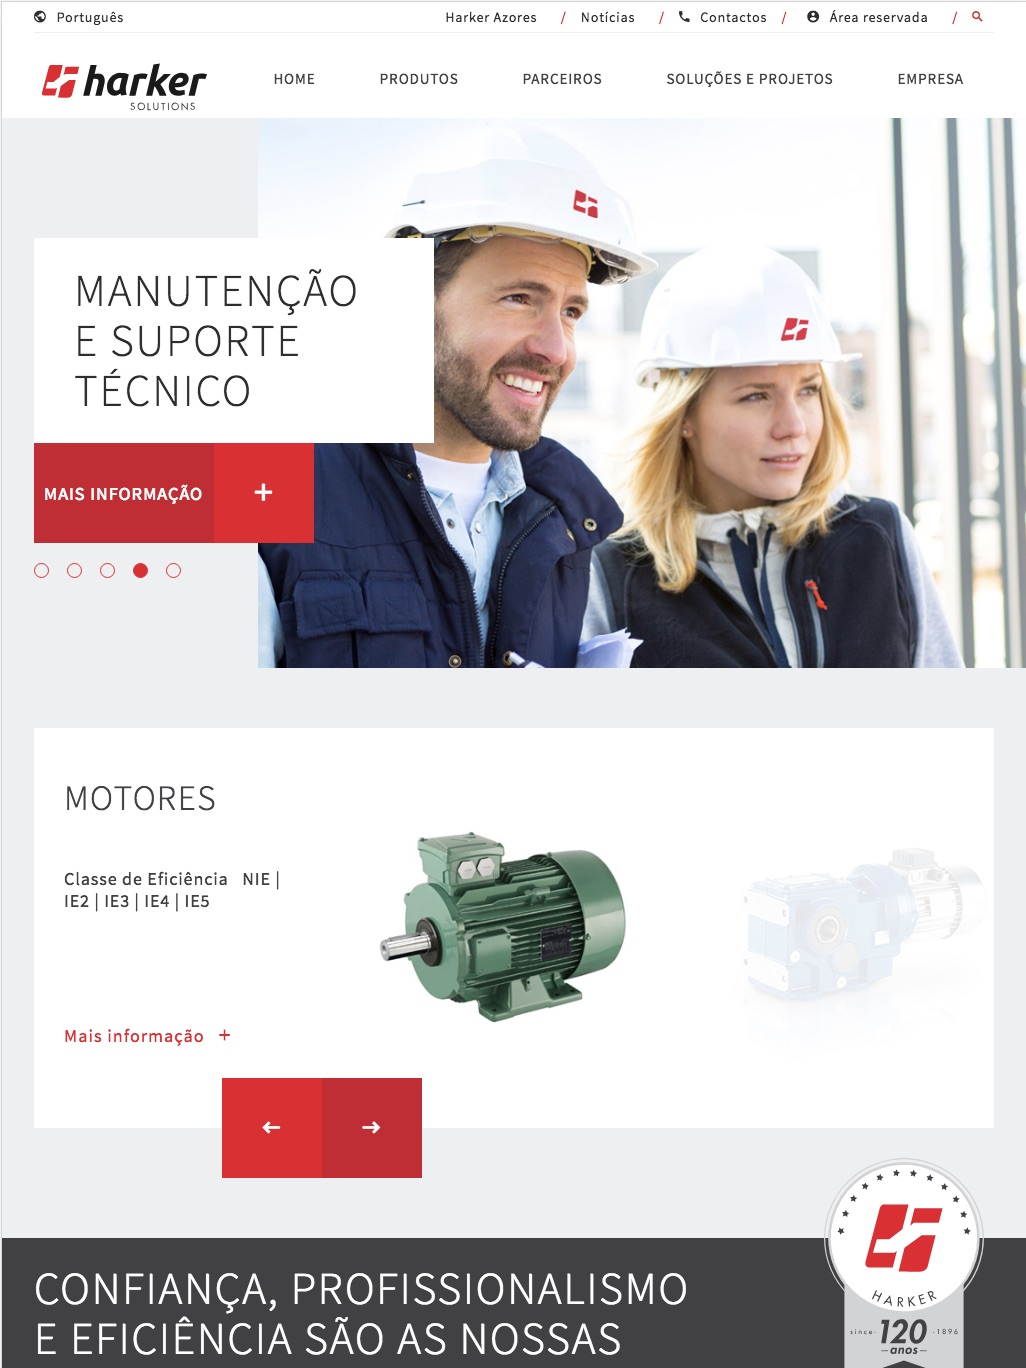 Português
Harker Azores / Notícias / Contactos / Área reservada /
harker
SOLUTIONS
HOME PRODUTOS PARCEIROS SOLUÇÕES E PROJETOS EMPRESA
MANUTENÇÃO
E SUPORTE
TÉCNICO
MAIS INFORMAÇÃO +
MOTORES
Classe de Eficiência NIE |
IE2 | IE3 | IE4 | IE5
Mais informação +
HARKER
since · 120 · 1896
anos
CONFIANÇA, PROFISSIONALISMO
E EFICIÊNCIA SÃO AS NOSSAS